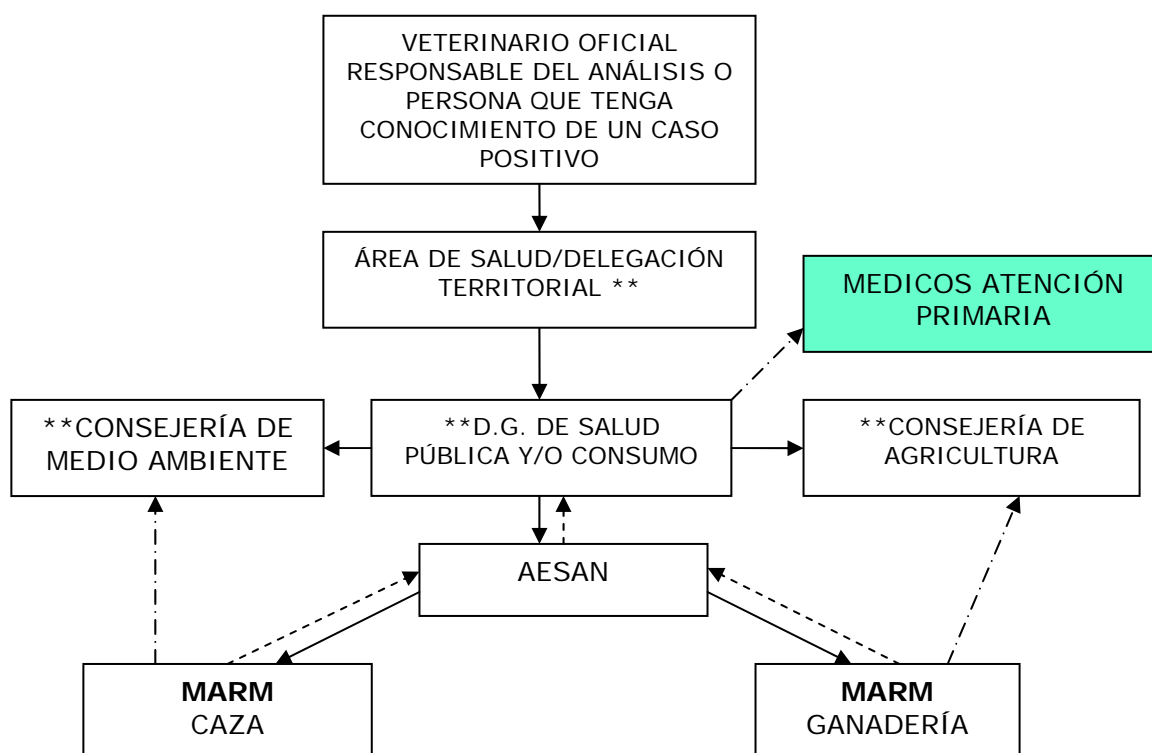 VETERINARIO OFICIAL
RESPONSABLE DEL ANÁLISIS O
PERSONA QUE TENGA
CONOCIMIENTO DE UN CASO
POSITIVO
ÁREA DE SALUD/DELEGACIÓN
TERRITORIAL **
MEDICOS ATENCIÓN
PRIMARIA
**CONSEJERÍA DE
MEDIO AMBIENTE
**D.G. DE SALUD
PÚBLICA Y/O CONSUMO
**CONSEJERÍA DE
AGRICULTURA
AESAN
MARM
CAZA
MARM
GANADERÍA